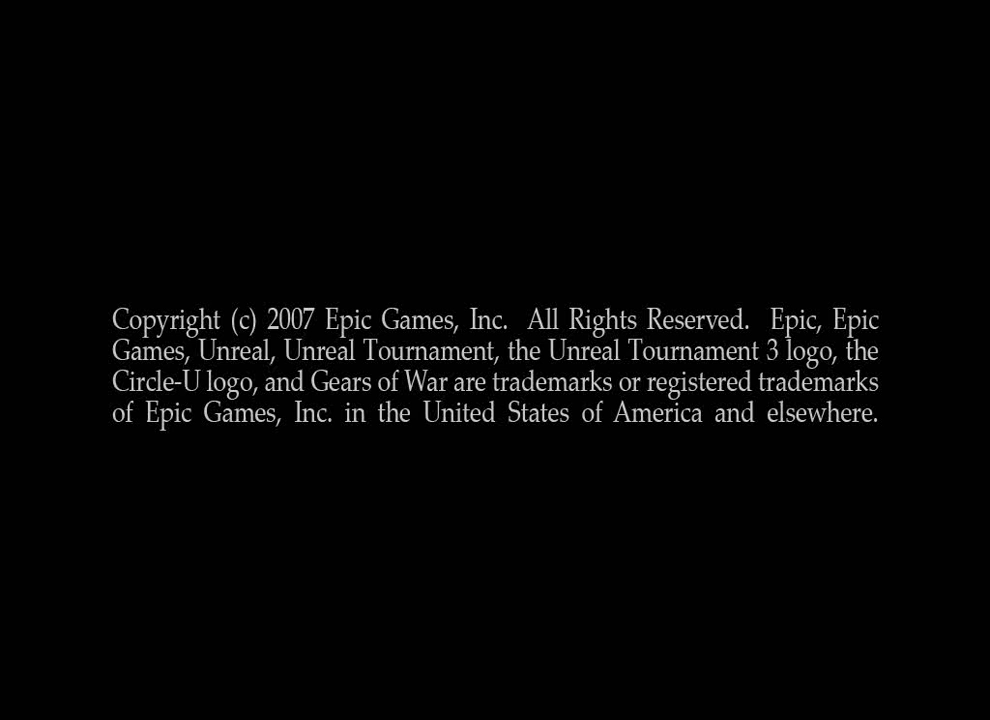 Copyright (c) 2007 Epic Games, Inc.  All Rights Reserved.  Epic, Epic
Games, Unreal, Unreal Tournament, the Unreal Tournament 3 logo, the
Circle-U logo, and Gears of War are trademarks or registered trademarks
of Epic Games, Inc. in the United States of America and elsewhere.